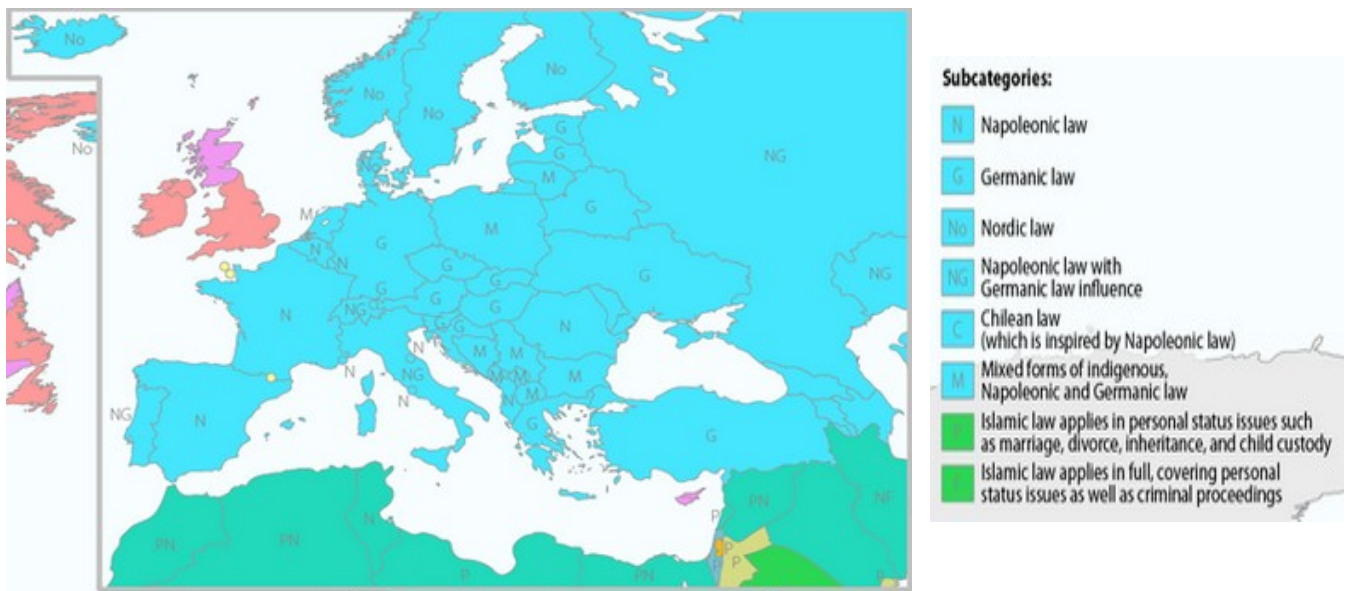 No
No
No
No
No
No
G
G
M
G
NG
M
N
N
G
M
G
G
G
G
G
NG
N
NG
N
N
NG
N
N
G
G
M
M
M
M
M
N
M
G
NG
N
G
PN
PN
N
P
PN
P
PN
NF
P
P
P
P
Subcategories:
N Napoleonic law
G Germanic law
No Nordic law
NG Napoleonic law with
Germanic law influence
C Chilean law
(which is inspired by Napoleonic law)
M Mixed forms of indigenous,
Napoleonic and Germanic law
P Islamic law applies in personal status issues such
as marriage, divorce, inheritance, and child custody
Islamic law applies in full, covering personal
status issues as well as criminal proceedings